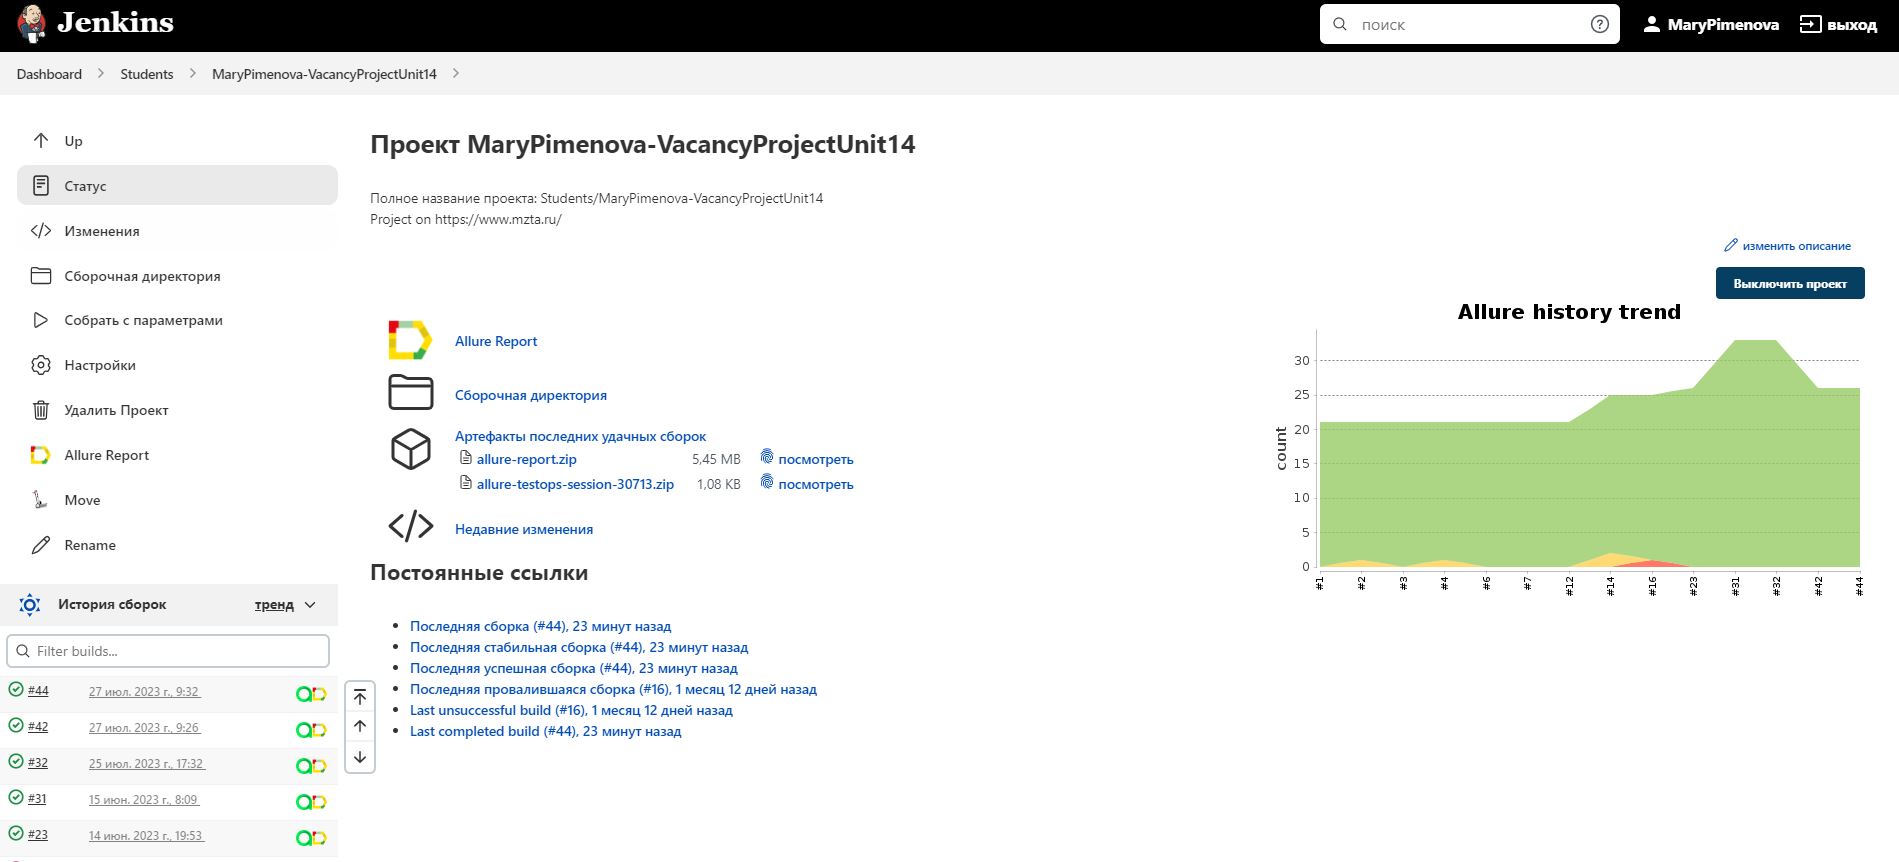 Jenkins
поиск
MaryPimenova
выход
Dashboard
Students
MaryPimenova-VacancyProjectUnit14
Up
Статус
Изменения
Сборочная директория
Собрать с параметрами
Настройки
Удалить Проект
Allure Report
Move
Rename
История сборок
тренд
Filter builds...
#44 27 июл. 2023 г., 9:32
#42 27 июл. 2023 г., 9:26
#32 25 июл. 2023 г., 17:32
#31 15 июн. 2023 г., 8:09
#23 14 июн. 2023 г., 19:53
Проект MaryPimenova-VacancyProjectUnit14
Полное название проекта: Students/MaryPimenova-VacancyProjectUnit14
Project on https://www.mzta.ru/
изменить описание
Выключить проект
Allure Report
Сборочная директория
Артефакты последних удачных сборок
allure-report.zip 5,45 MB посмотреть
allure-testops-session-30713.zip 1,08 KB посмотреть
Недавние изменения
Постоянные ссылки
Последняя сборка (#44), 23 минут назад
Последняя стабильная сборка (#44), 23 минут назад
Последняя успешная сборка (#44), 23 минут назад
Последняя провалившаяся сборка (#16), 1 месяц 12 дней назад
Last unsuccessful build (#16), 1 месяц 12 дней назад
Last completed build (#44), 23 минут назад
Allure history trend
count
30
25
20
15
10
5
0
#1 #2 #3 #4 #6 #7 #12 #14 #16 #23 #31 #32 #42 #44